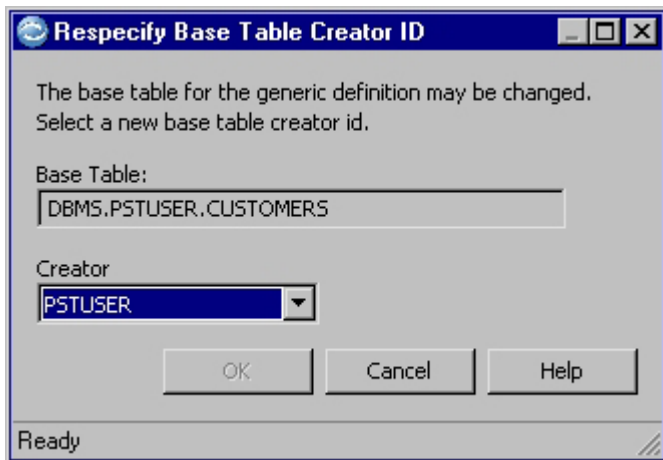 Respecify Base Table Creator ID
The base table for the generic definition may be changed.
Select a new base table creator id.
Base Table:
DBMS.PSTUSER.CUSTOMERS
Creator
PSTUSER
OK Cancel Help
Ready